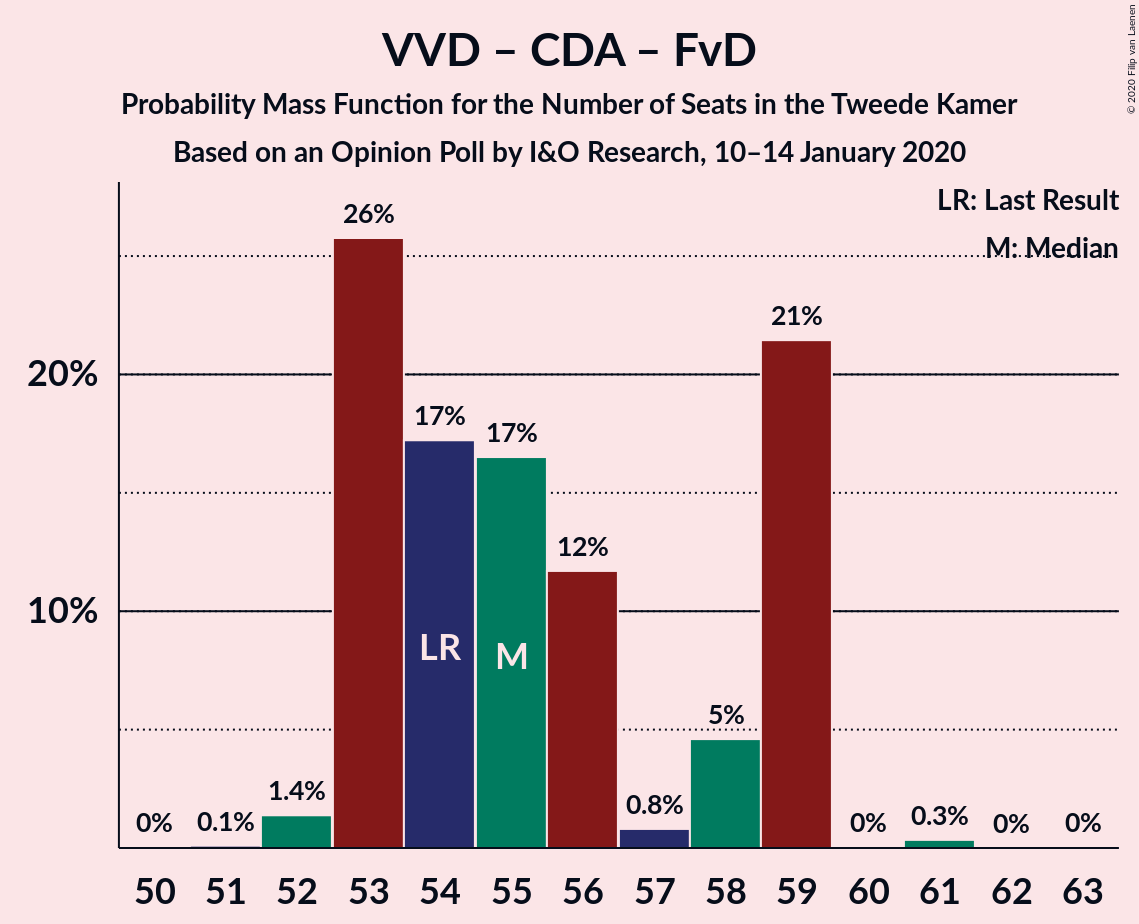 VVD – CDA – FvD
Probability Mass Function for the Number of Seats in the Tweede Kamer
Based on an Opinion Poll by I&O Research, 10–14 January 2020
© 2020 Filip van Laenen
LR: Last Result
M: Median
26%
21%
20%
17%
17%
12%
10%
LR
M
5%
1.4%
0.8%
0.3%
0%
0.1%
0%
0%
0%
50 51 52 53 54 55 56 57 58 59 60 61 62 63